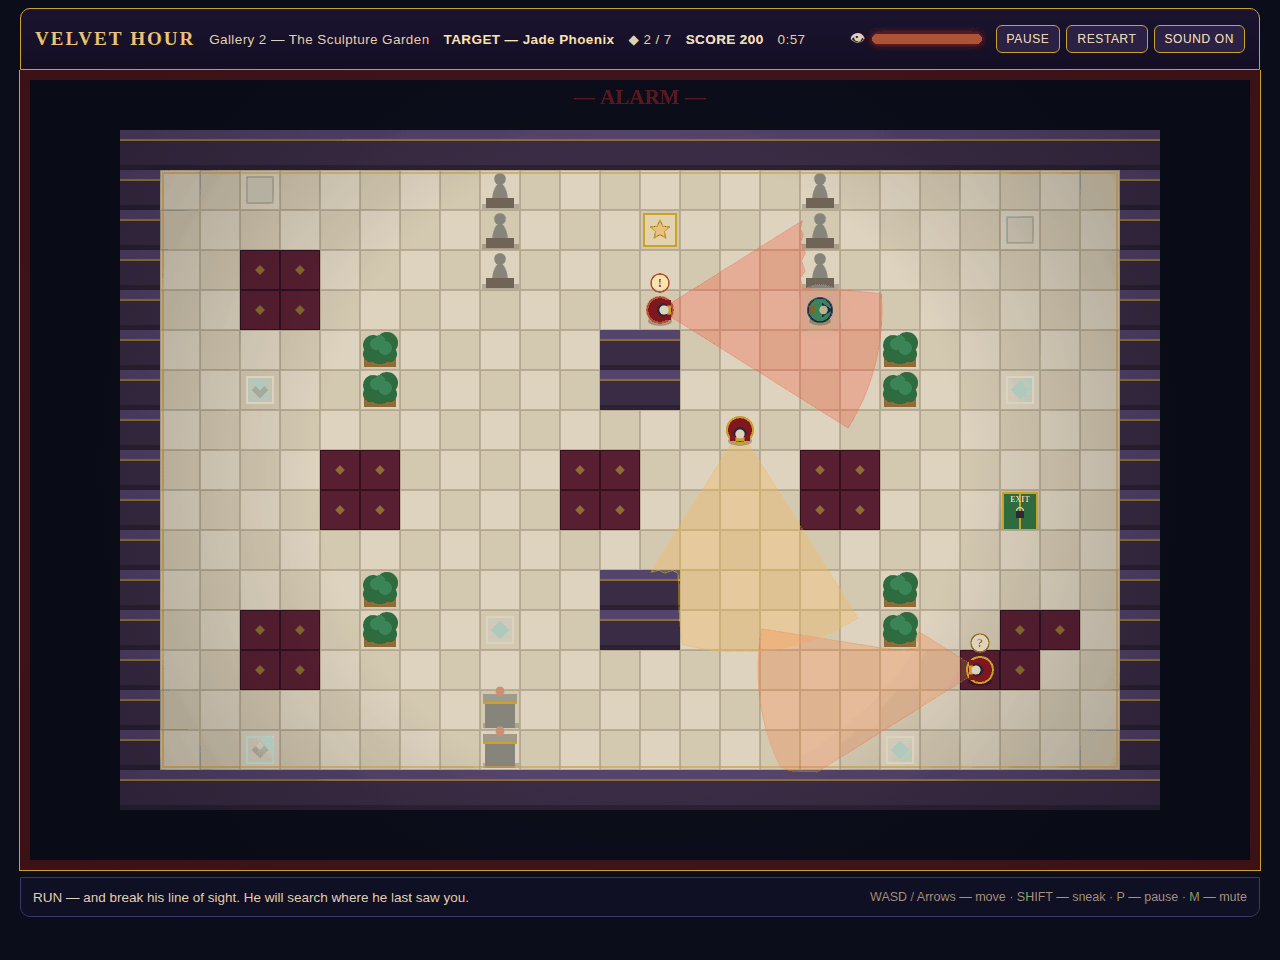 VELVET HOUR Gallery 2 — The Sculpture Garden TARGET — Jade Phoenix ◆ 2 / 7 SCORE 200 0:57 PAUSE RESTART SOUND ON
— ALARM —
!
EXIT
?
RUN — and break his line of sight. He will search where he last saw you. WASD / Arrows — move · SHIFT — sneak · P — pause · M — mute